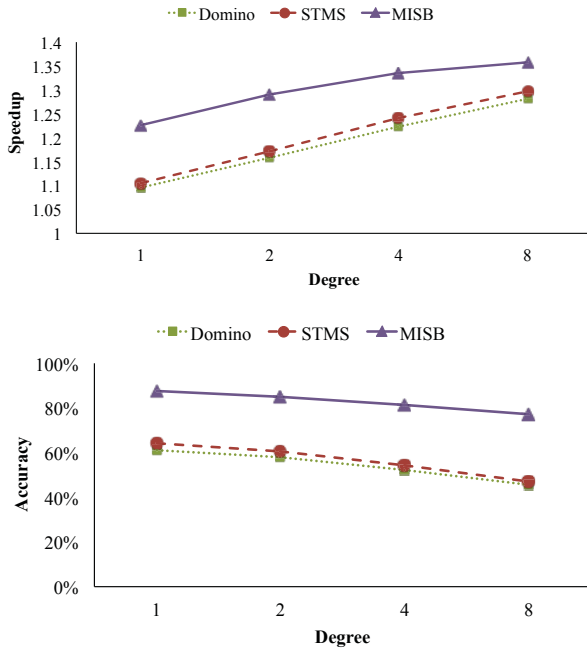 Domino STMS MISB
1.4
1.35
1.3
1.25
1.2
1.15
1.1
1.05
1
Speedup
1 2 4 8
Degree
Domino STMS MISB
100%
80%
60%
40%
20%
0%
Accuracy
1 2 4 8
Degree